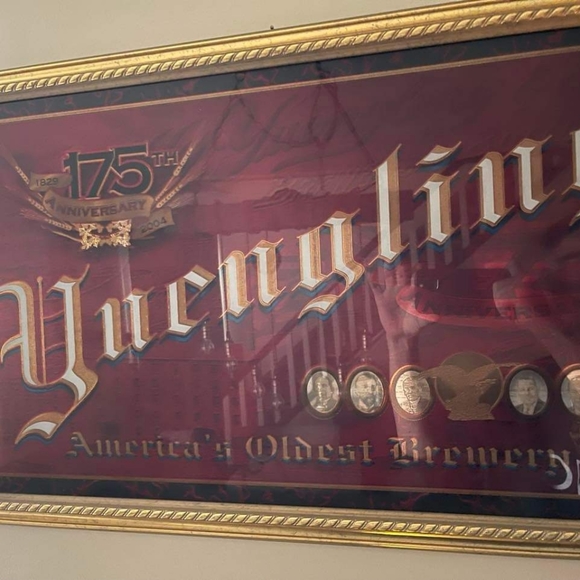 175TH
1829
ANNIVERSARY
2004
Yuengling
America's Oldest Brewery